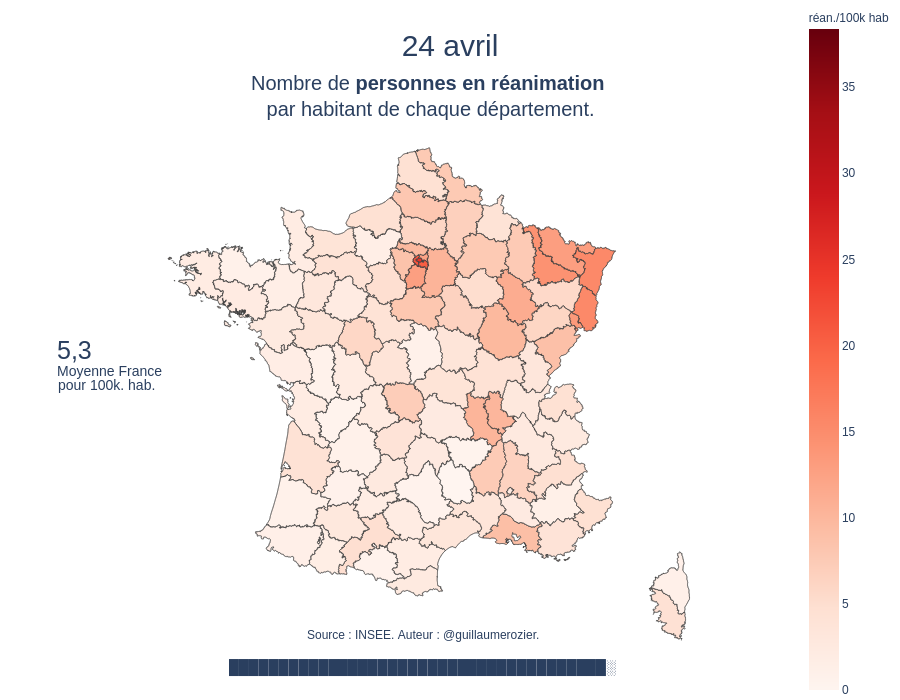 réan./100k hab
24 avril
Nombre de personnes en réanimation
par habitant de chaque département.
35
30
25
20
15
10
5
0
5,3
Moyenne France
pour 100k. hab.
Source : INSEE. Auteur : @guillaumerozier.